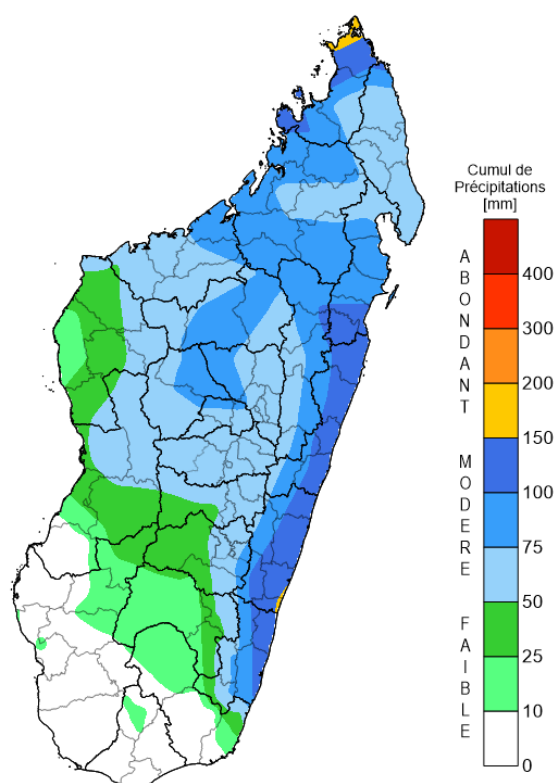 Cumul de
Précipitations
[mm]
ABONDANT
MODERE
FAIBLE
400
300
200
150
100
75
50
25
10
0